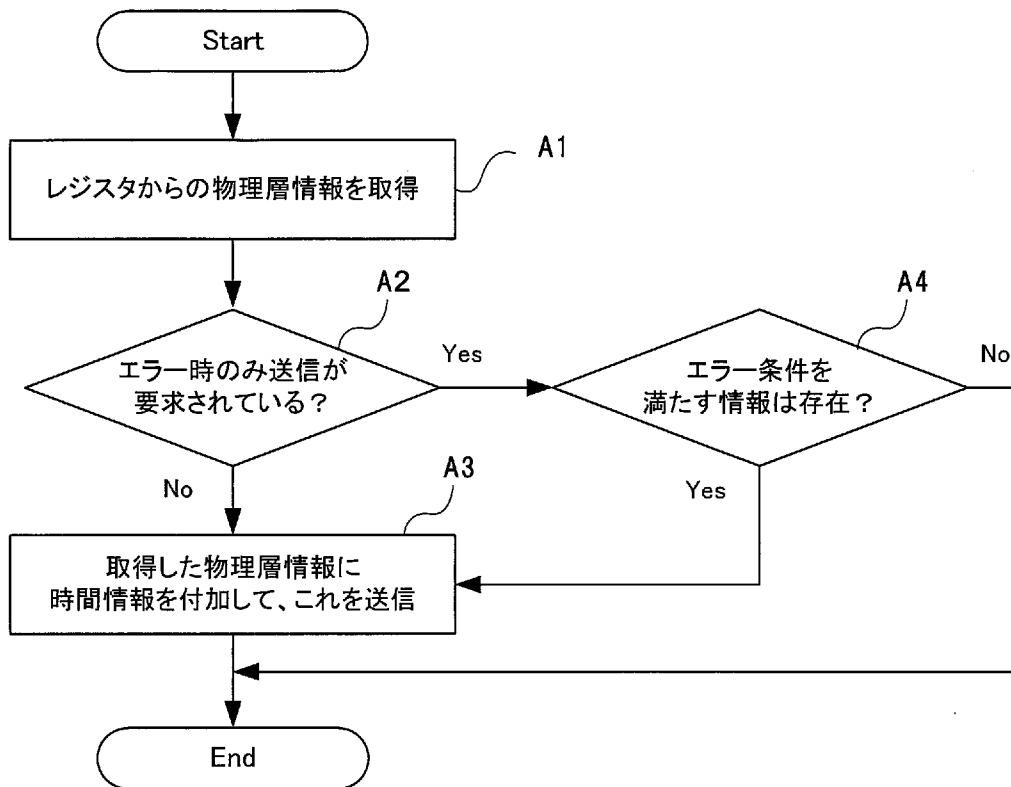 Start
A1
レジスタからの物理層情報を取得
A2
エラー時のみ送信が
要求されている？
Yes
No
A4
エラー条件を
満たす情報は存在？
No
Yes
A3
取得した物理層情報に
時間情報を付加して、これを送信
End